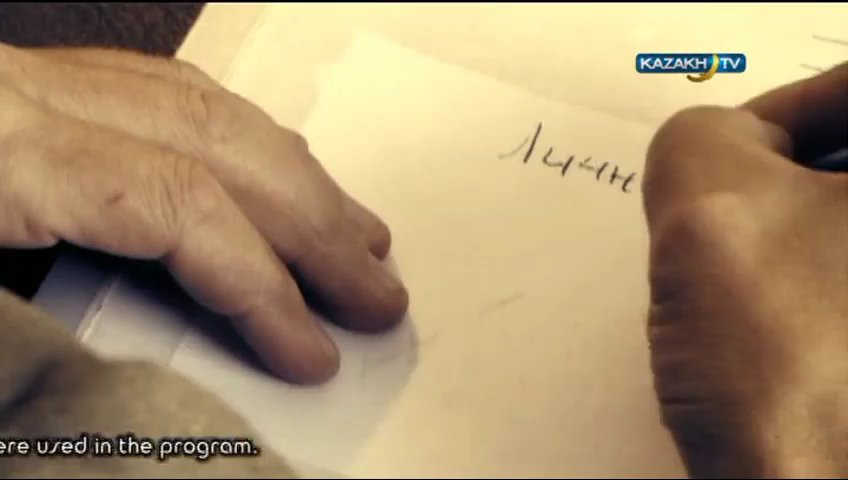 KAZAKH TV
Личн
ere used in the program.